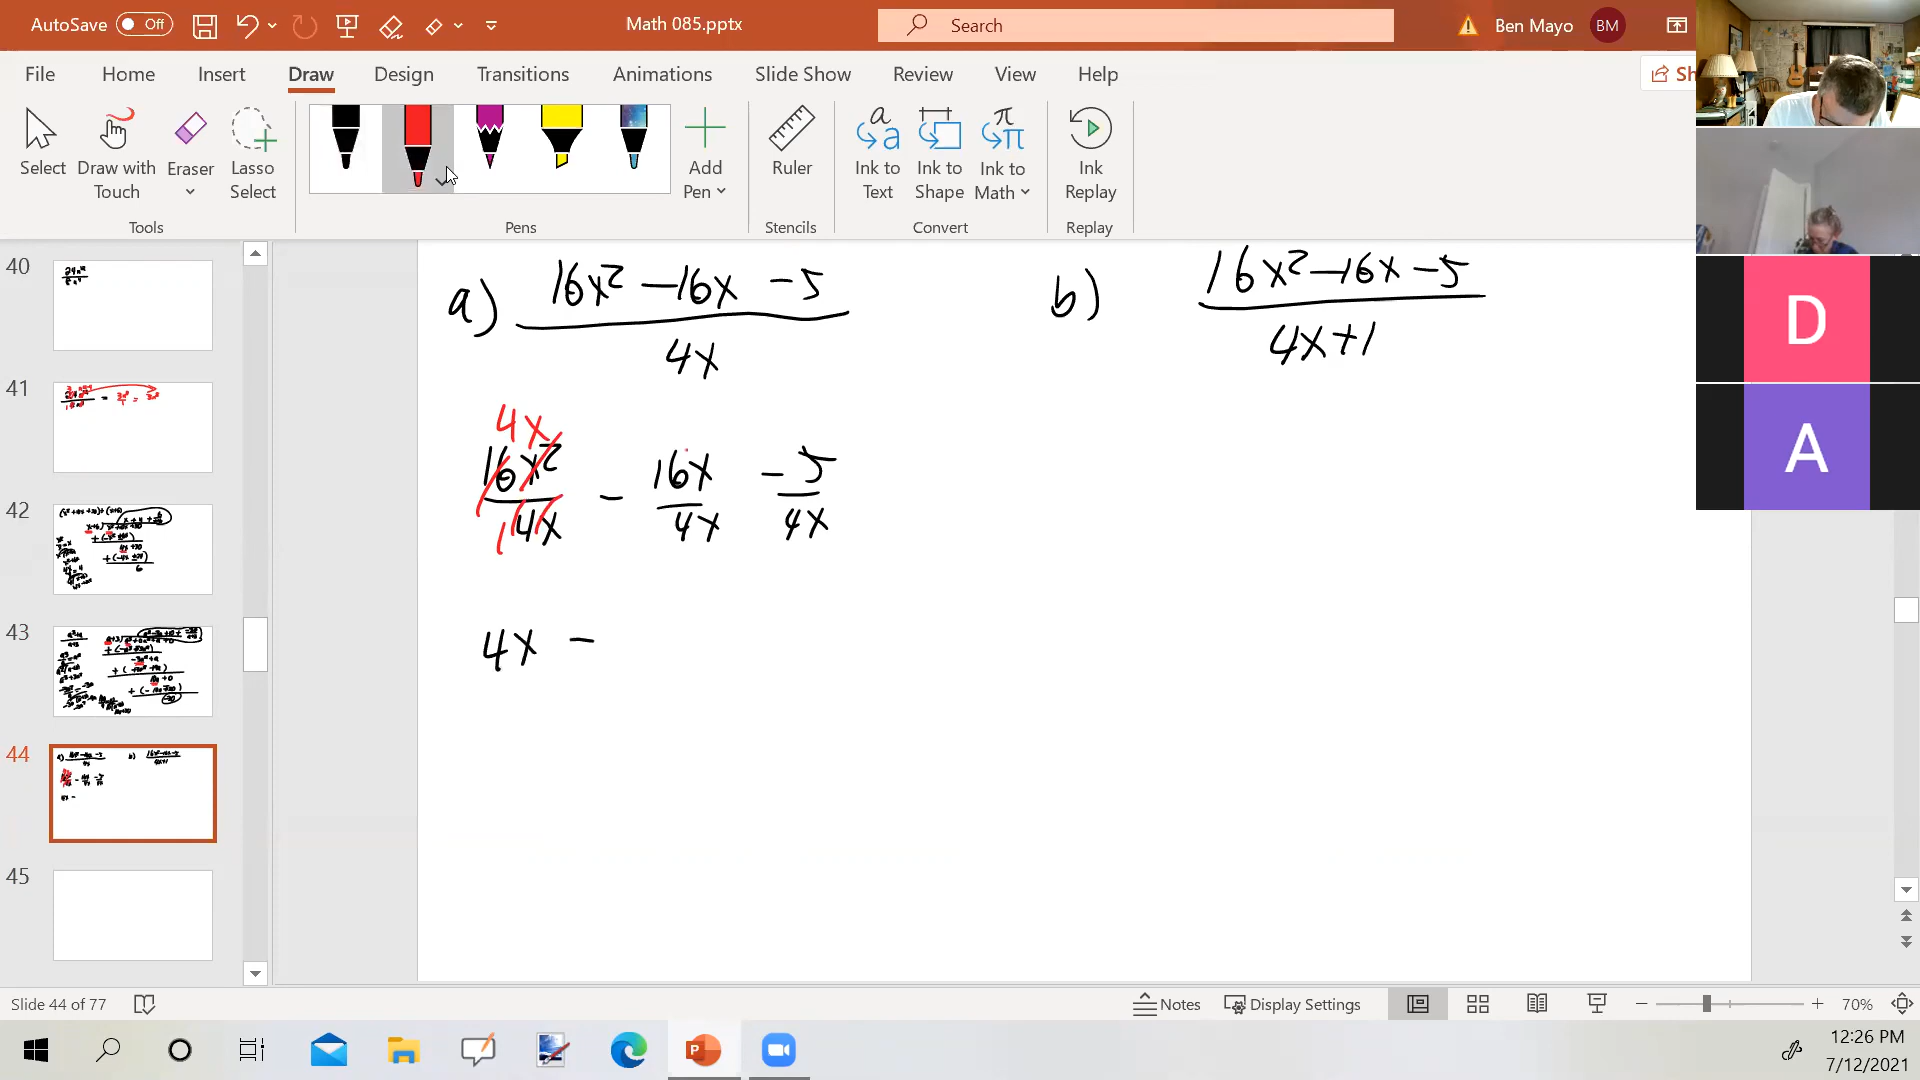 AutoSave Off
Math 085.pptx
Search
Ben Mayo BM
File Home Insert Draw Design Transitions Animations Slide Show Review View Help
Sh
Select
Draw with Touch
Eraser
Lasso Select
Tools
Pens
Add Pen
Ruler
Stencils
Ink to Text
Ink to Shape
Ink to Math
Convert
Ink Replay
Replay
a) 16x² - 16x - 5
4x
b) 16x² - 16x - 5
4x+1
4x
16x² - 16x - 5
1 4x 4x 4x
4x -
40
41
42
43
44
45
D
A
Slide 44 of 77
Notes
Display Settings
70%
12:26 PM
7/12/2021